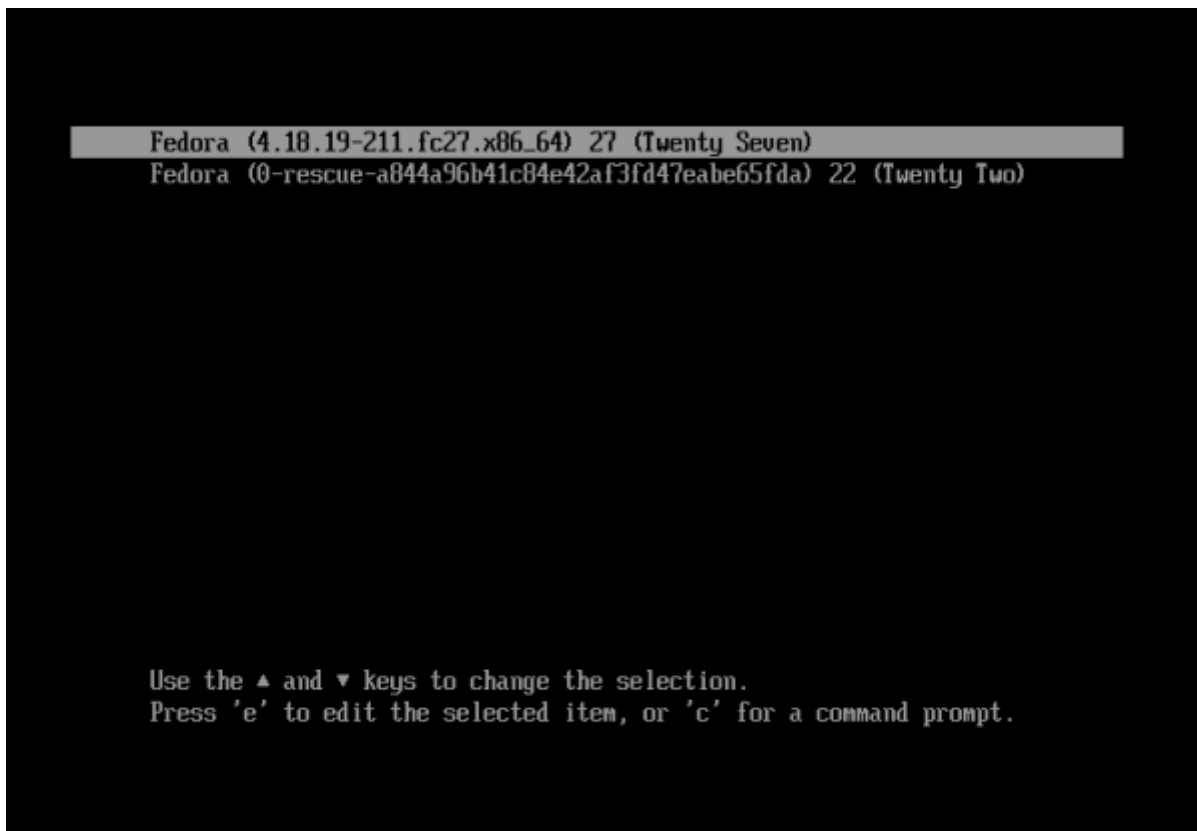 Fedora (4.18.19-211.fc27.x86_64) 27 (Twenty Seven)
Fedora (0-rescue-a844a96b41c84e42af3fd47eabe65fda) 22 (Twenty Two)
Use the ▲ and ▼ keys to change the selection.
Press 'e' to edit the selected item, or 'c' for a command prompt.